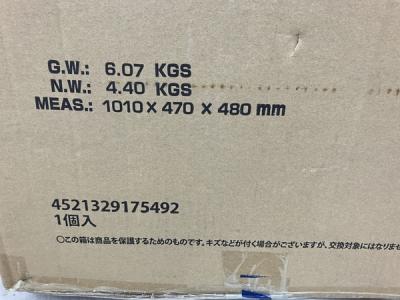 G.W.: 6.07 KGS
N.W.: 4.40 KGS
MEAS.: 1010 x 470 x 480 mm
4521329175492
1個入
○この箱は商品を保護するためのものです。キズなどが付く場合がございますが、交換対象にはなりませ